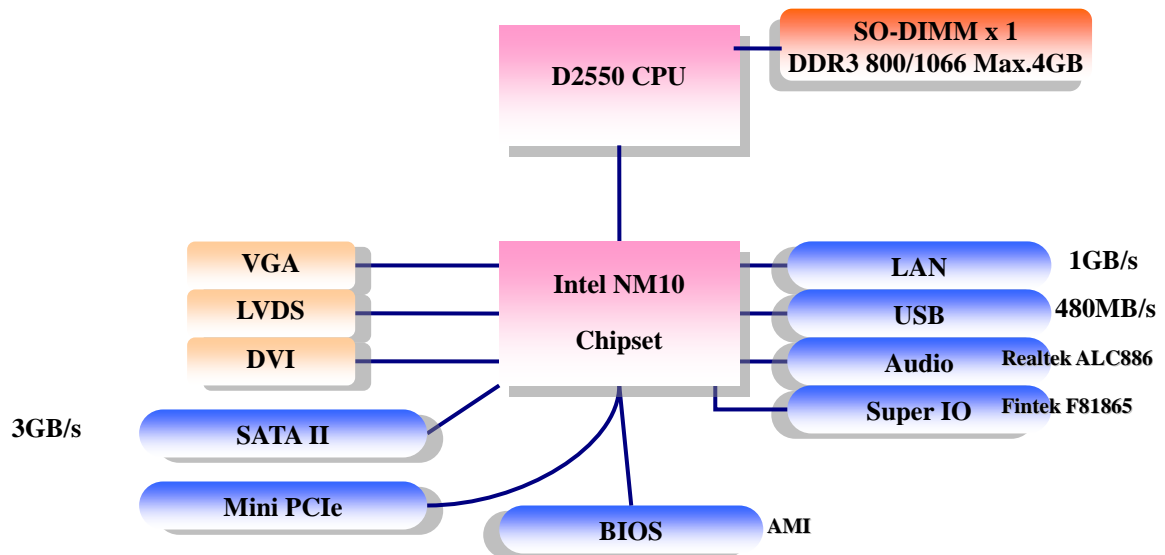 SO-DIMM x 1
DDR3 800/1066 Max.4GB
D2550 CPU
VGA
LVDS
DVI
Intel NM10
Chipset
LAN
1GB/s
USB
480MB/s
Audio
Realtek ALC886
Super IO
Fintek F81865
3GB/s
SATA II
Mini PCIe
BIOS
AMI